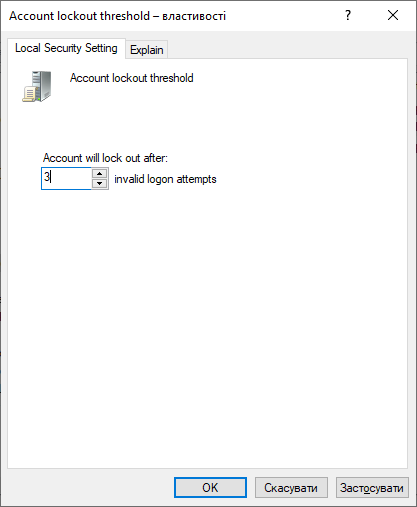 Account lockout threshold – властивості
Local Security Setting
Explain
Account lockout threshold
Account will lock out after:
3
invalid logon attempts
OK
Скасувати
Застосувати